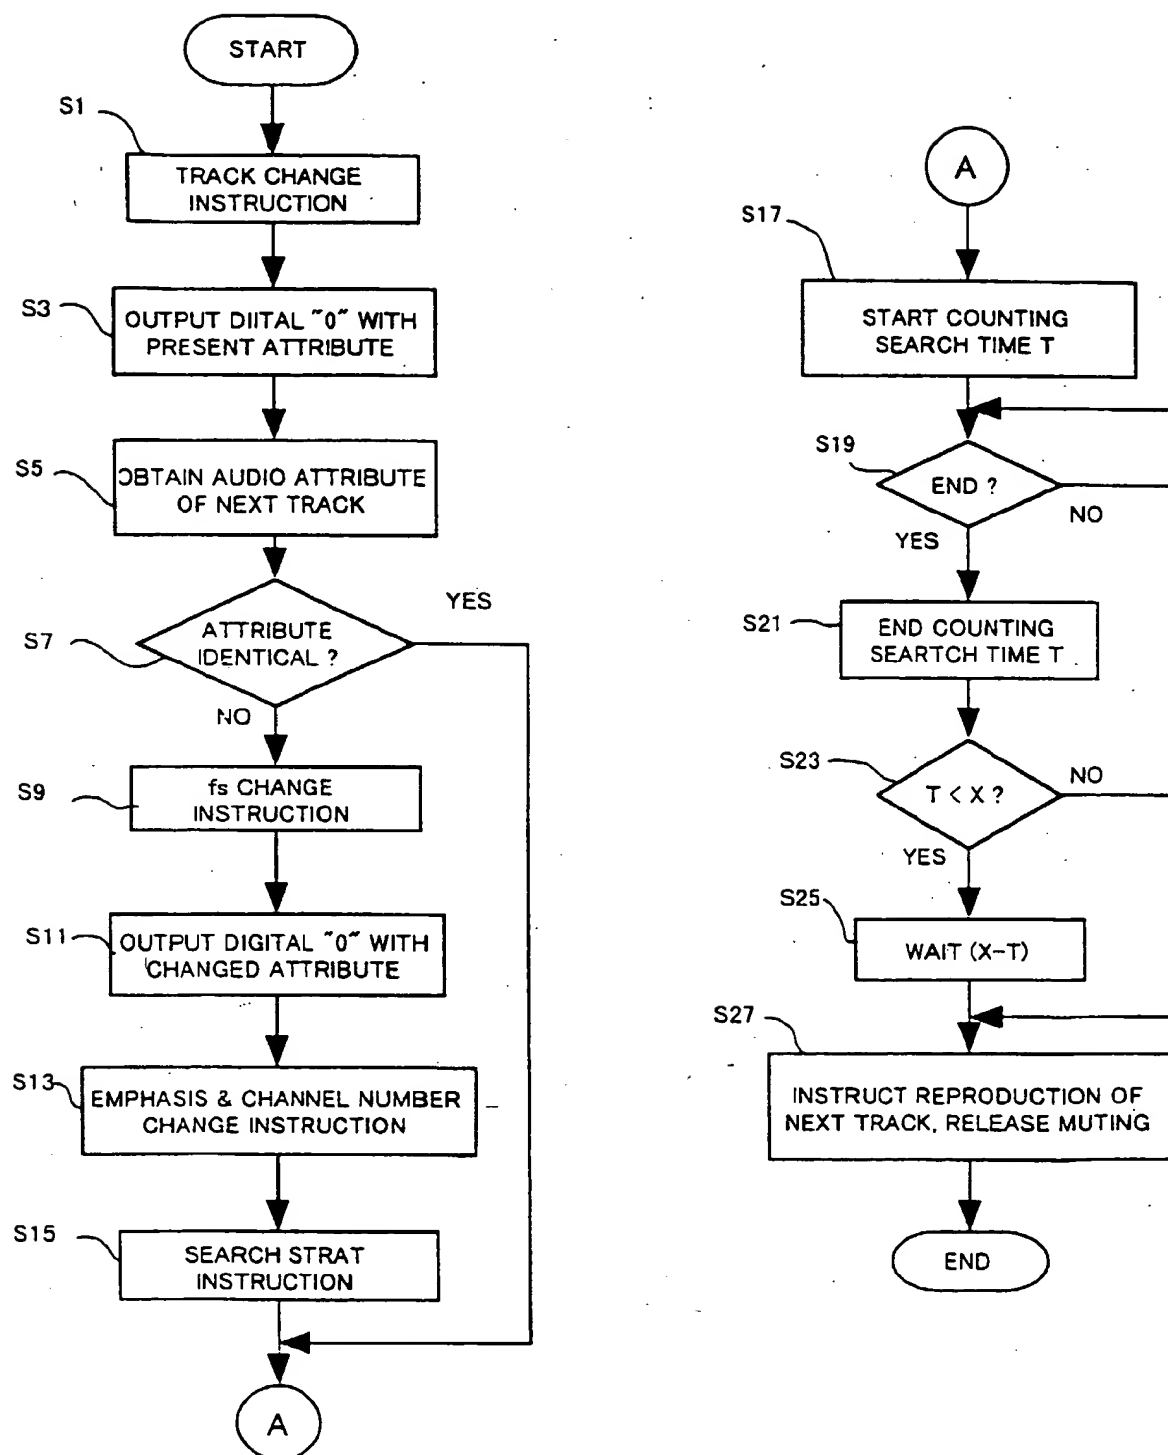 START
S1
TRACK CHANGE
INSTRUCTION
S3
OUTPUT DIITAL "0" WITH
PRESENT ATTRIBUTE
S5
OBTAIN AUDIO ATTRIBUTE
OF NEXT TRACK
YES
S7
ATTRIBUTE
IDENTICAL ?
NO
S9
fs CHANGE
INSTRUCTION
S11
OUTPUT DIGITAL "0" WITH
CHANGED ATTRIBUTE
S13
EMPHASIS & CHANNEL NUMBER
CHANGE INSTRUCTION
S15
SEARCH STRAT
INSTRUCTION
A
A
S17
START COUNTING
SEARCH TIME T
S19
END ?
NO
YES
S21
END COUNTING
SEARTCH TIME T
S23
T < X ?
NO
YES
S25
WAIT (X-T)
S27
INSTRUCT REPRODUCTION OF
NEXT TRACK, RELEASE MUTING
END